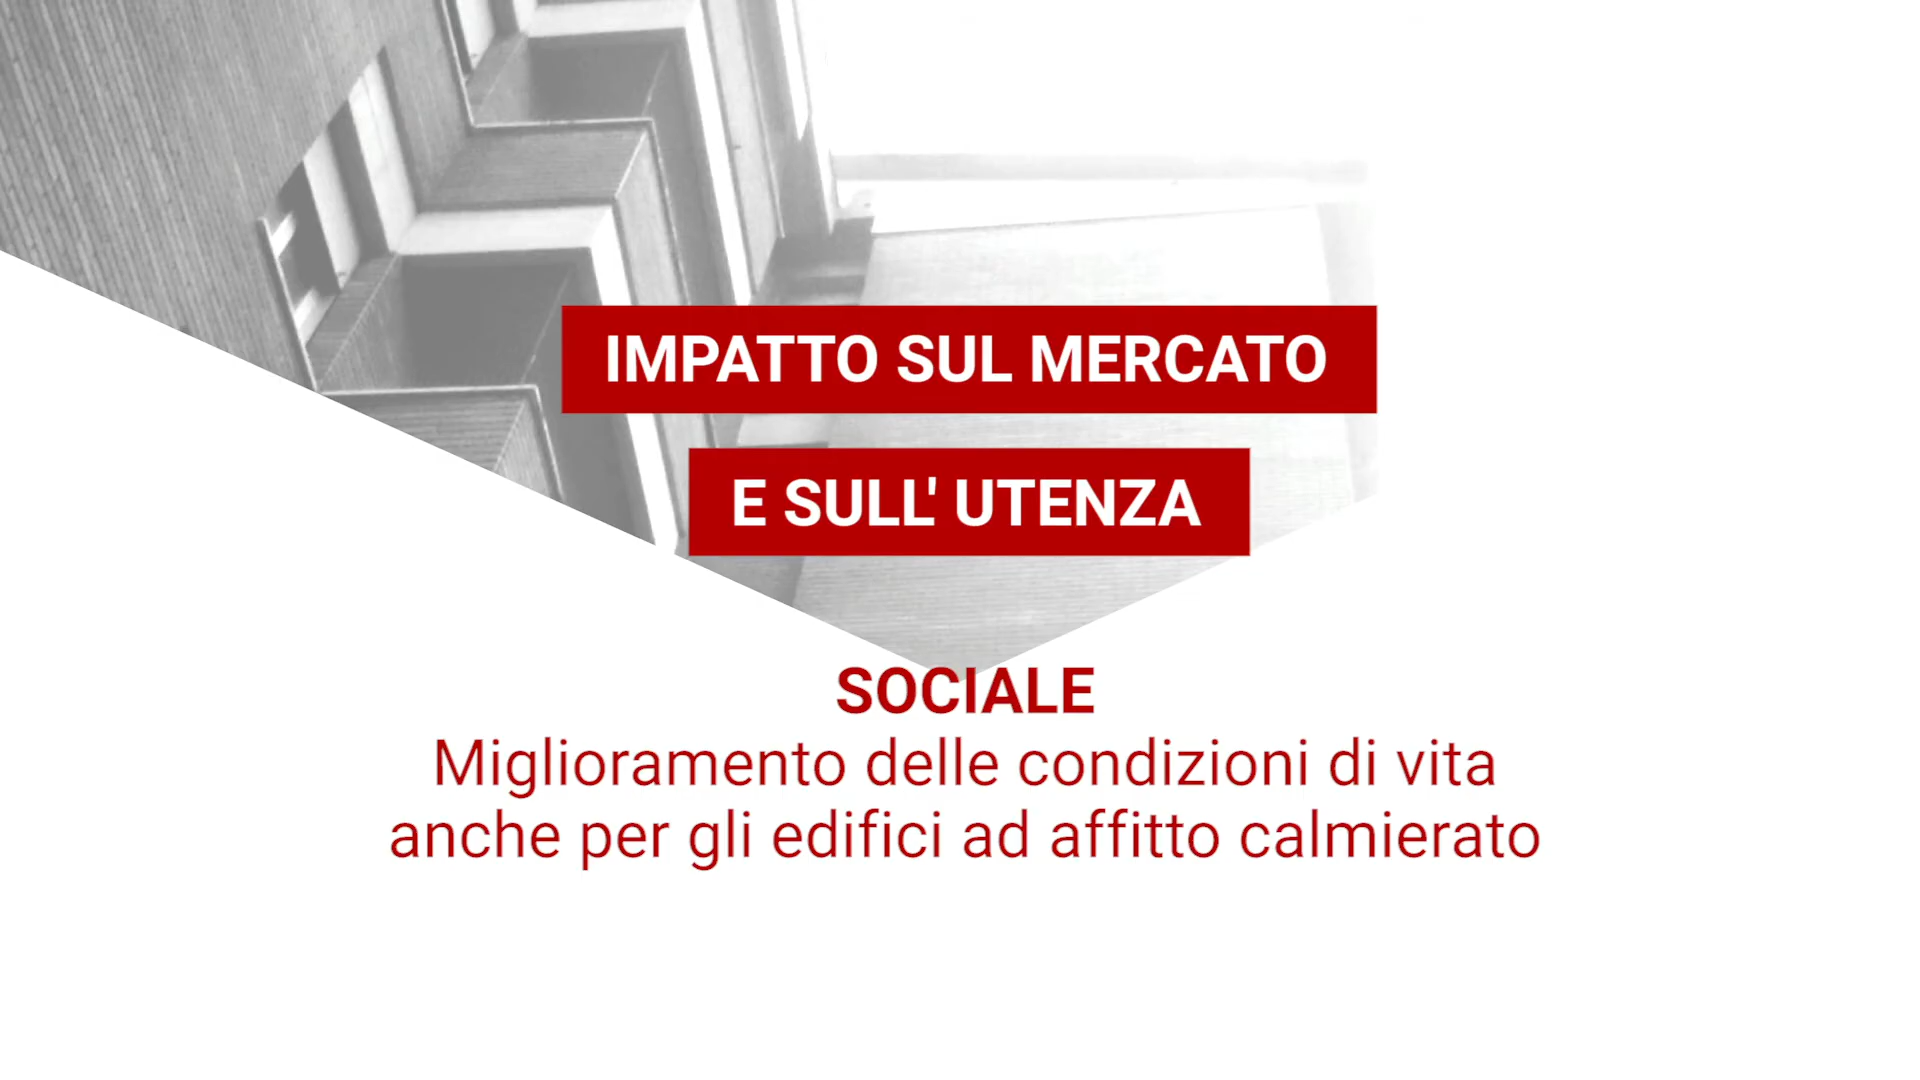 IMPATTO SUL MERCATO
E SULL' UTENZA
SOCIALE
Miglioramento delle condizioni di vita
anche per gli edifici ad affitto calmierato